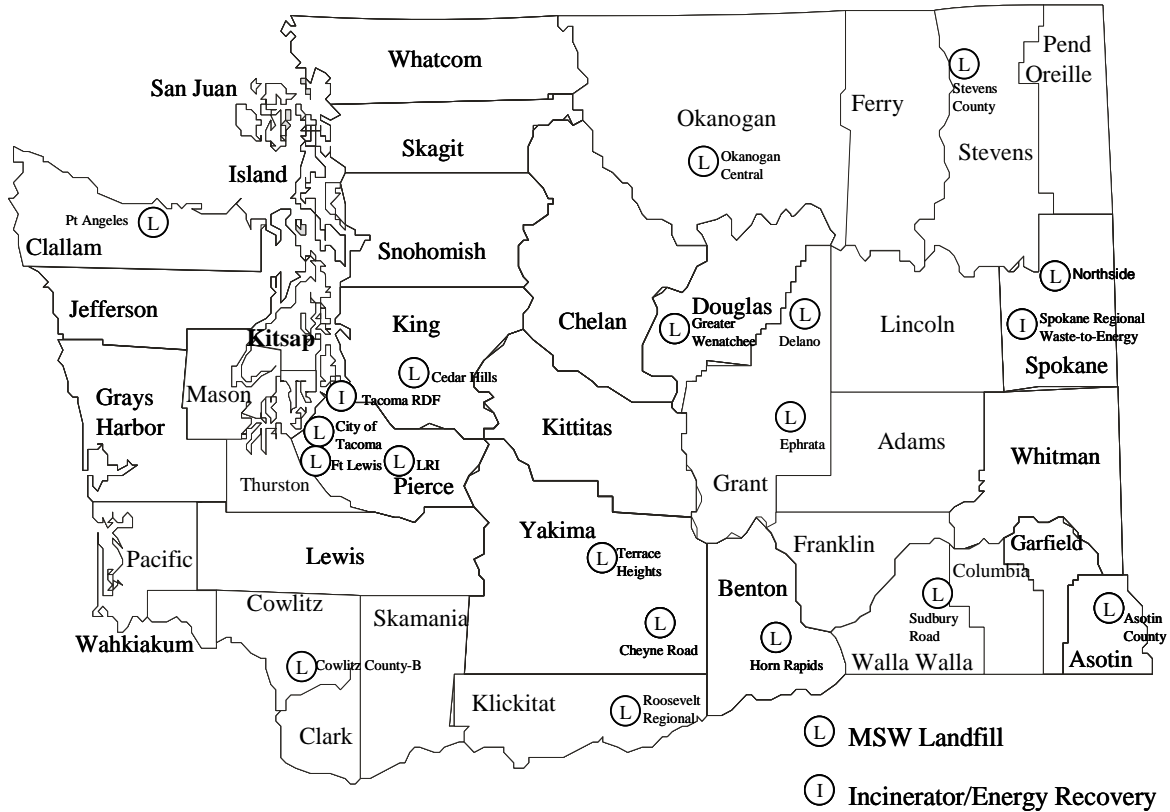 Whatcom
San Juan
Skagit
Island
Okanogan
L
Okanogan
Central
Ferry
L
Stevens
County
Stevens
Pend
Oreille
Pt Angeles
L
Clallam
Snohomish
Jefferson
King
Kitsap
L
Cedar Hills
Mason
I
Tacoma RDF
Grays
Harbor
L
City of
Tacoma
L
Ft Lewis
L
LRI
Pierce
Thurston
Chelan
Douglas
L
Greater
Wenatchee
L
Delano
Lincoln
L
Northside
I
Spokane Regional
Waste-to-Energy
Spokane
Kittitas
L
Ephrata
Grant
Adams
Whitman
Pacific
Lewis
Yakima
L
Terrace
Heights
L
Cheyne Road
Franklin
Benton
L
Horn Rapids
Garfield
Columbia
L
Sudbury
Road
Walla Walla
L
Asotin
County
Asotin
Wahkiakum
Cowlitz
Skamania
L
Cowlitz County-B
Clark
Klickitat
L
Roosevelt
Regional
L
MSW Landfill
I
Incinerator/Energy Recovery